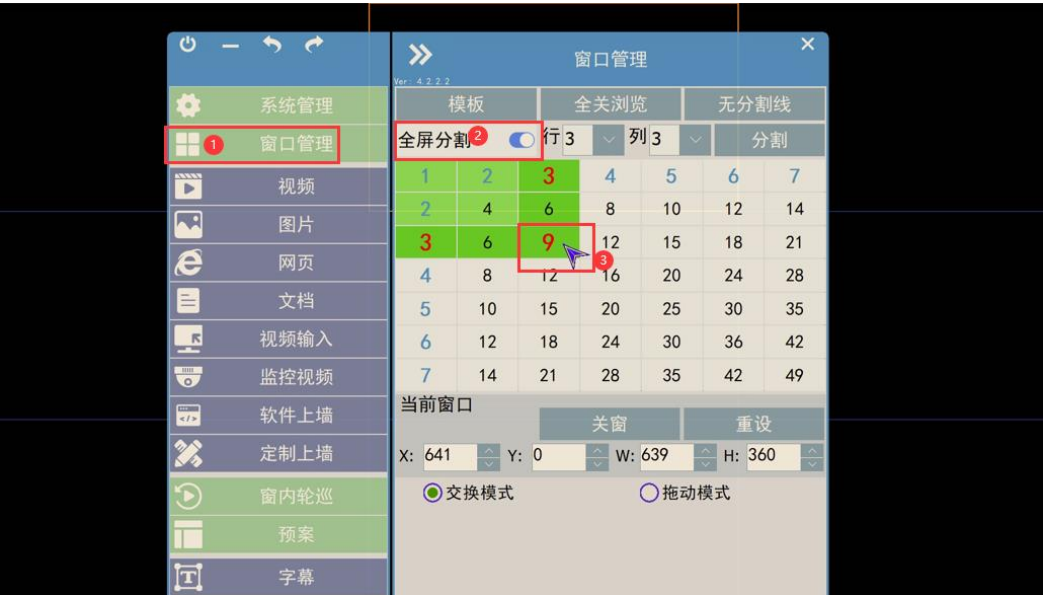 窗口管理
Ver: 4.2.2.2
系统管理
模板 全关浏览 无分割线
1 窗口管理
全屏分割 2 行 3 列 3 分割
视频
1 2 3 4 5 6 7
图片
2 4 6 8 10 12 14
网页
3 6 9 12 15 18 21
3
文档
4 8 12 16 20 24 28
5 10 15 20 25 30 35
视频输入
6 12 18 24 30 36 42
监控视频
7 14 21 28 35 42 49
软件上墙
当前窗口
关窗 重设
定制上墙
X: 641 Y: 0 W: 639 H: 360
窗内轮巡
交换模式 拖动模式
预案
字幕